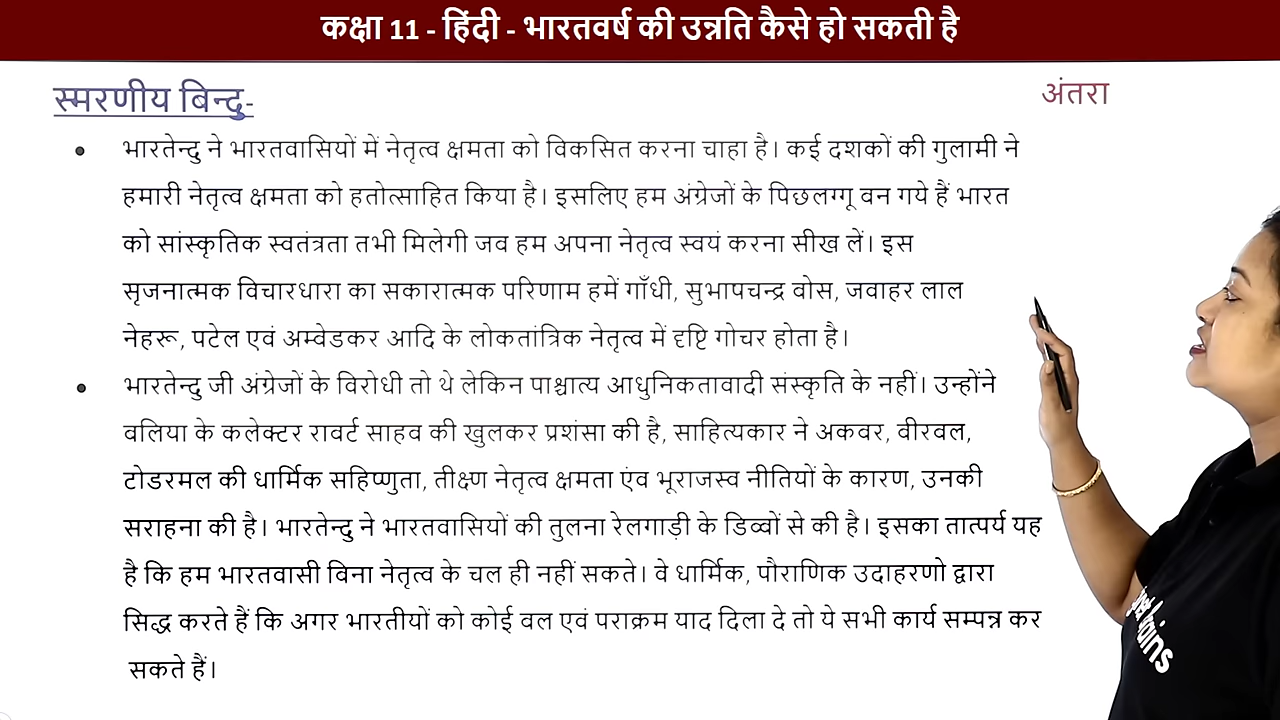 कक्षा 11 - हिंदी - भारतवर्ष की उन्नति कैसे हो सकती है
स्मरणीय बिन्दु-
अंतरा
• भारतेन्दु ने भारतवासियों में नेतृत्व क्षमता को विकसित करना चाहा है। कई दशकों की गुलामी ने
हमारी नेतृत्व क्षमता को हतोत्साहित किया है। इसलिए हम अंग्रेजों के पिछलग्गू वन गये हैं भारत
को सांस्कृतिक स्वतंत्रता तभी मिलेगी जब हम अपना नेतृत्व स्वयं करना सीख लें। इस
सृजनात्मक विचारधारा का सकारात्मक परिणाम हमें गाँधी, सुभापचन्द्र वोस, जवाहर लाल
नेहरू, पटेल एवं अम्वेडकर आदि के लोकतांत्रिक नेतृत्व में दृप्टि गोचर होता है।
• भारतेन्दु जी अंग्रेजों के विरोधी तो थे लेकिन पाश्चात्य आधुनिकतावादी संस्कृति के नहीं। उन्होंने
वलिया के कलेक्टर रावर्ट साहव की खुलकर प्रशंसा की है, साहित्यकार ने अकवर, वीरवल,
टोडरमल की धार्मिक सहिप्णुता, तीक्ष्ण नेतृत्व क्षमता एंव भूराजस्व नीतियों के कारण, उनकी
सराहना की है। भारतेन्दु ने भारतवासियों की तुलना रेलगाड़ी के डिव्वों से की है। इसका तात्पर्य यह
है कि हम भारतवासी विना नेतृत्व के चल ही नहीं सकते। वे धार्मिक, पौराणिक उदाहरणो द्वारा
सिद्ध करते हैं कि अगर भारतीयों को कोई वल एवं पराक्रम याद दिला दे तो ये सभी कार्य सम्पन्न कर
सकते हैं।